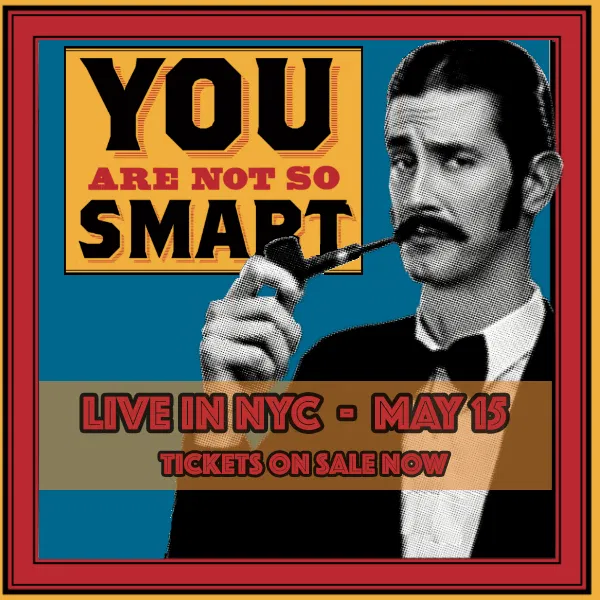 YOU
ARE NOT SO
SMART
LIVE IN NYC - MAY 15
TICKETS ON SALE NOW